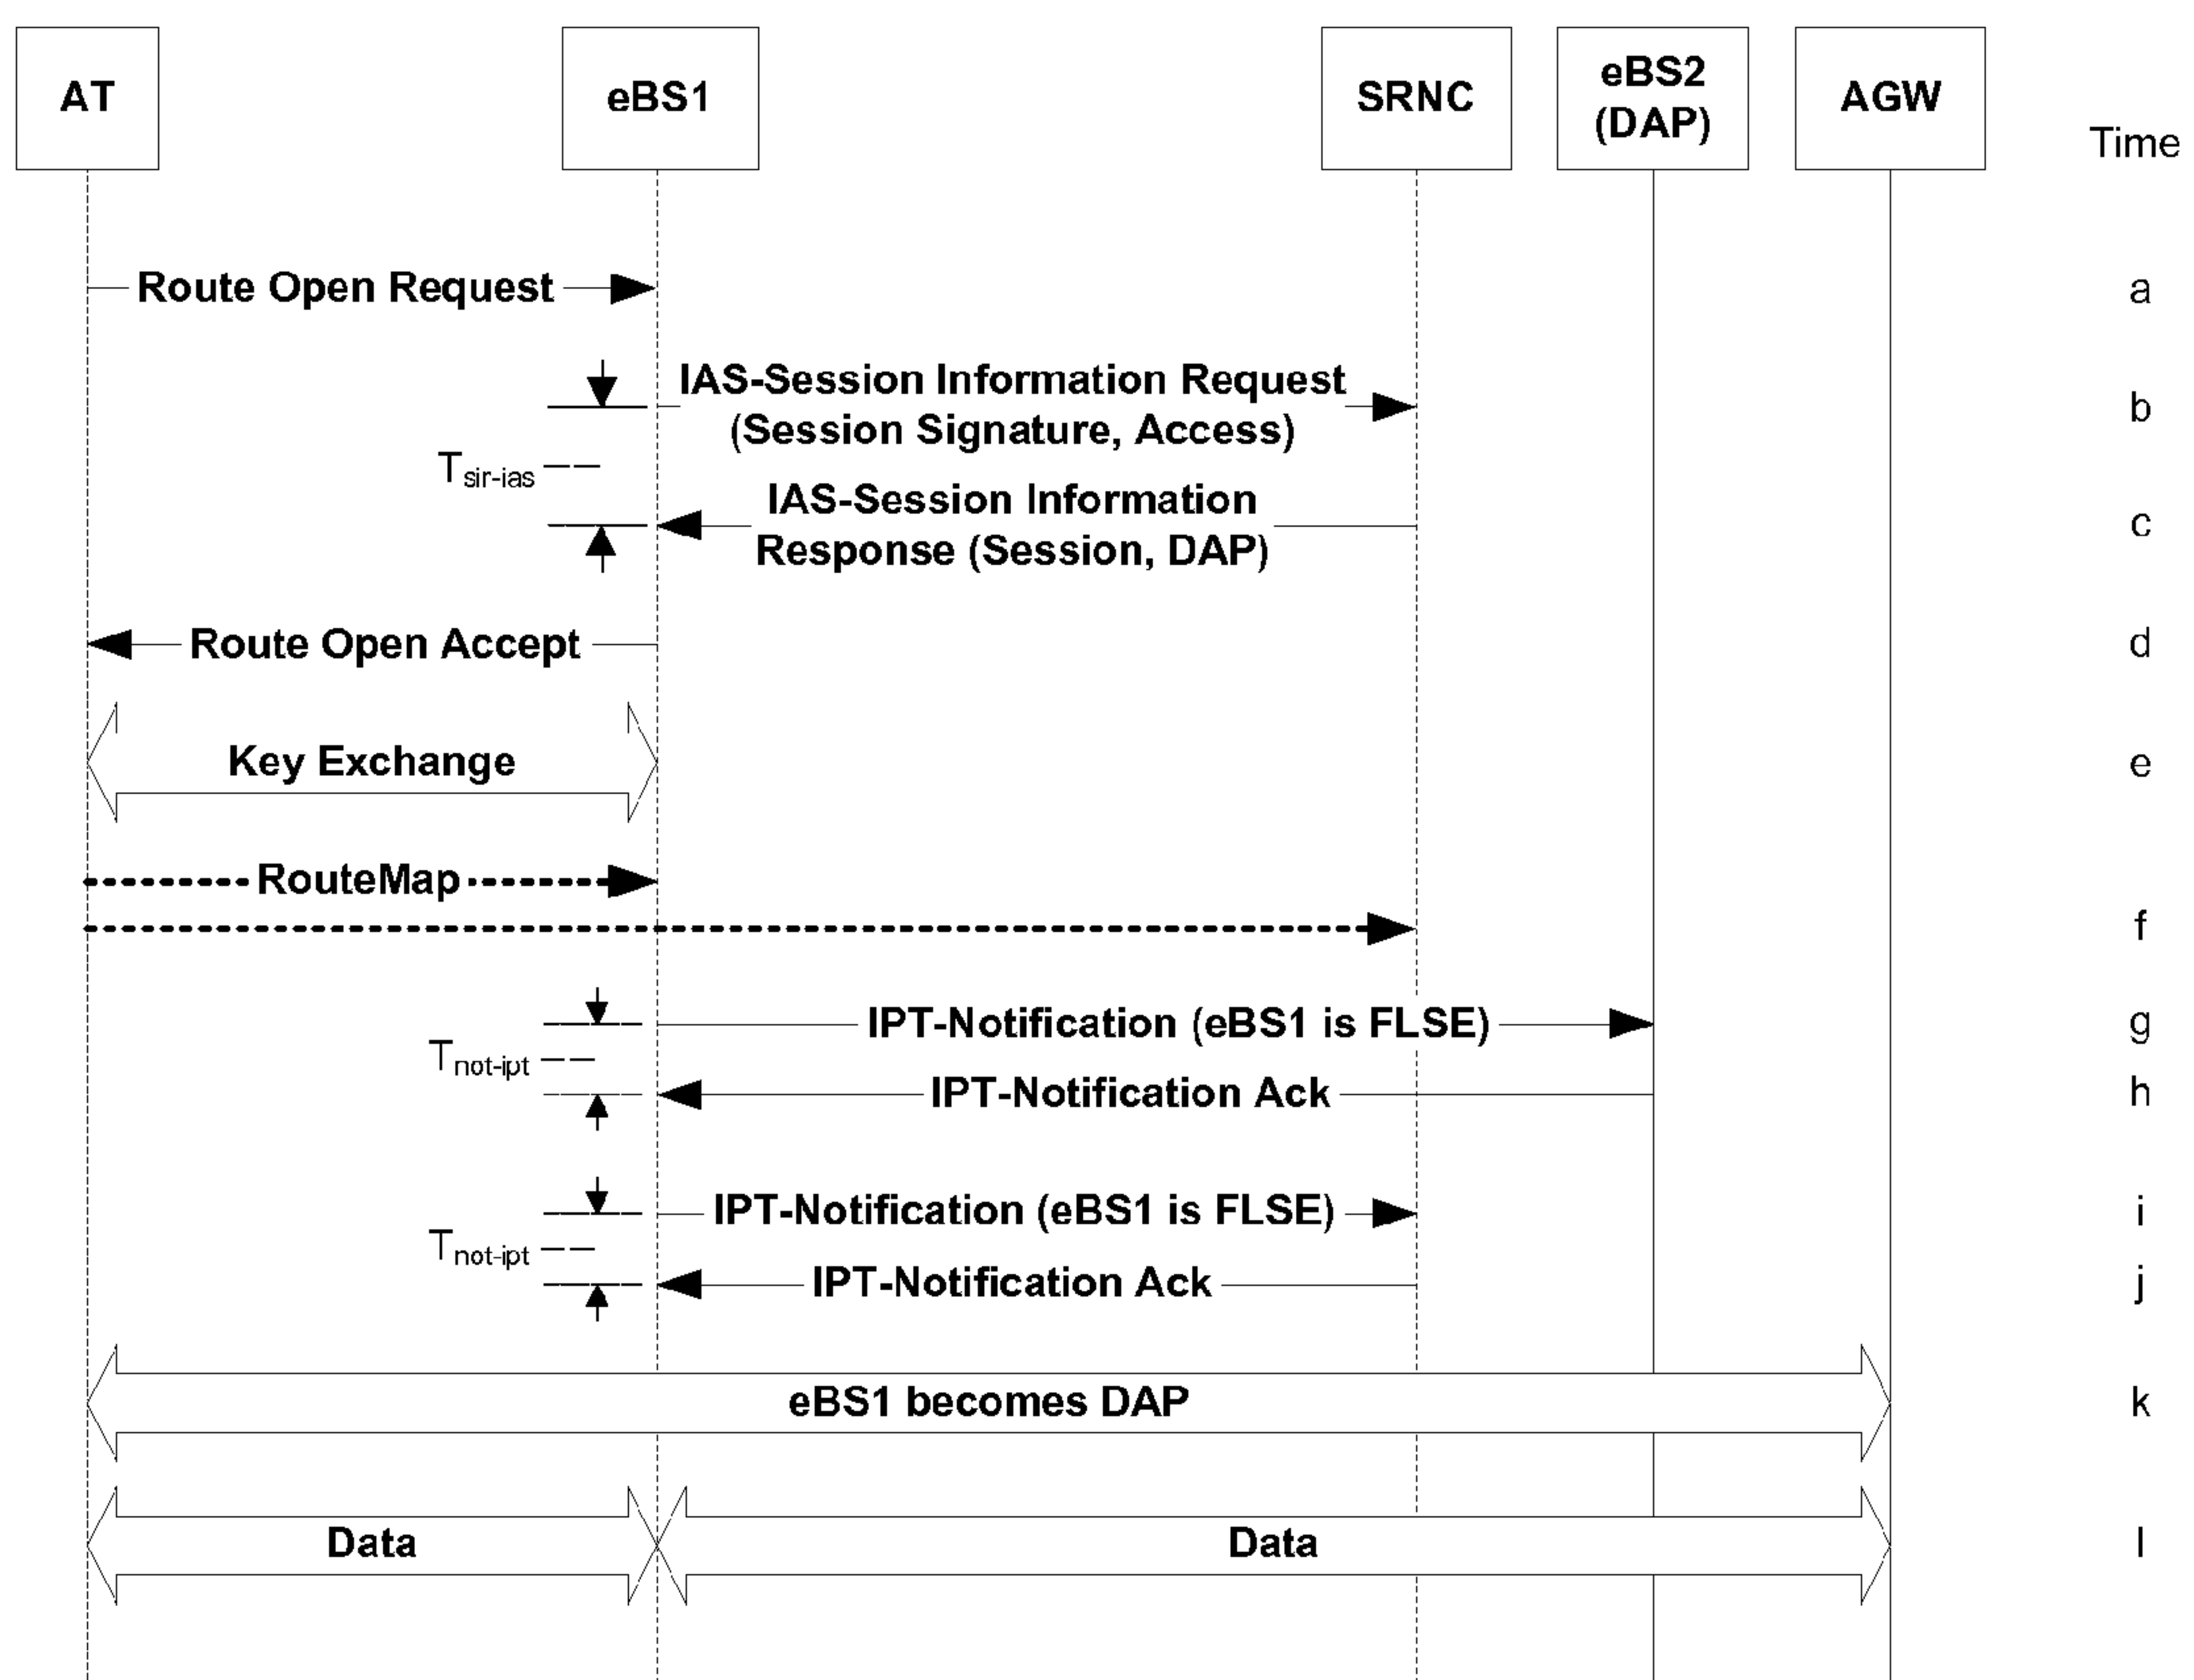 AT
eBS1
SRNC
eBS2
(DAP)
AGW
Time
Route Open Request
a
IAS-Session Information Request
(Session Signature, Access)
b
Tsir-ias
IAS-Session Information
Response (Session, DAP)
c
Route Open Accept
d
Key Exchange
e
RouteMap
f
IPT-Notification (eBS1 is FLSE)
g
Tnot-ipt
IPT-Notification Ack
h
IPT-Notification (eBS1 is FLSE)
i
Tnot-ipt
IPT-Notification Ack
j
eBS1 becomes DAP
k
Data
Data
l